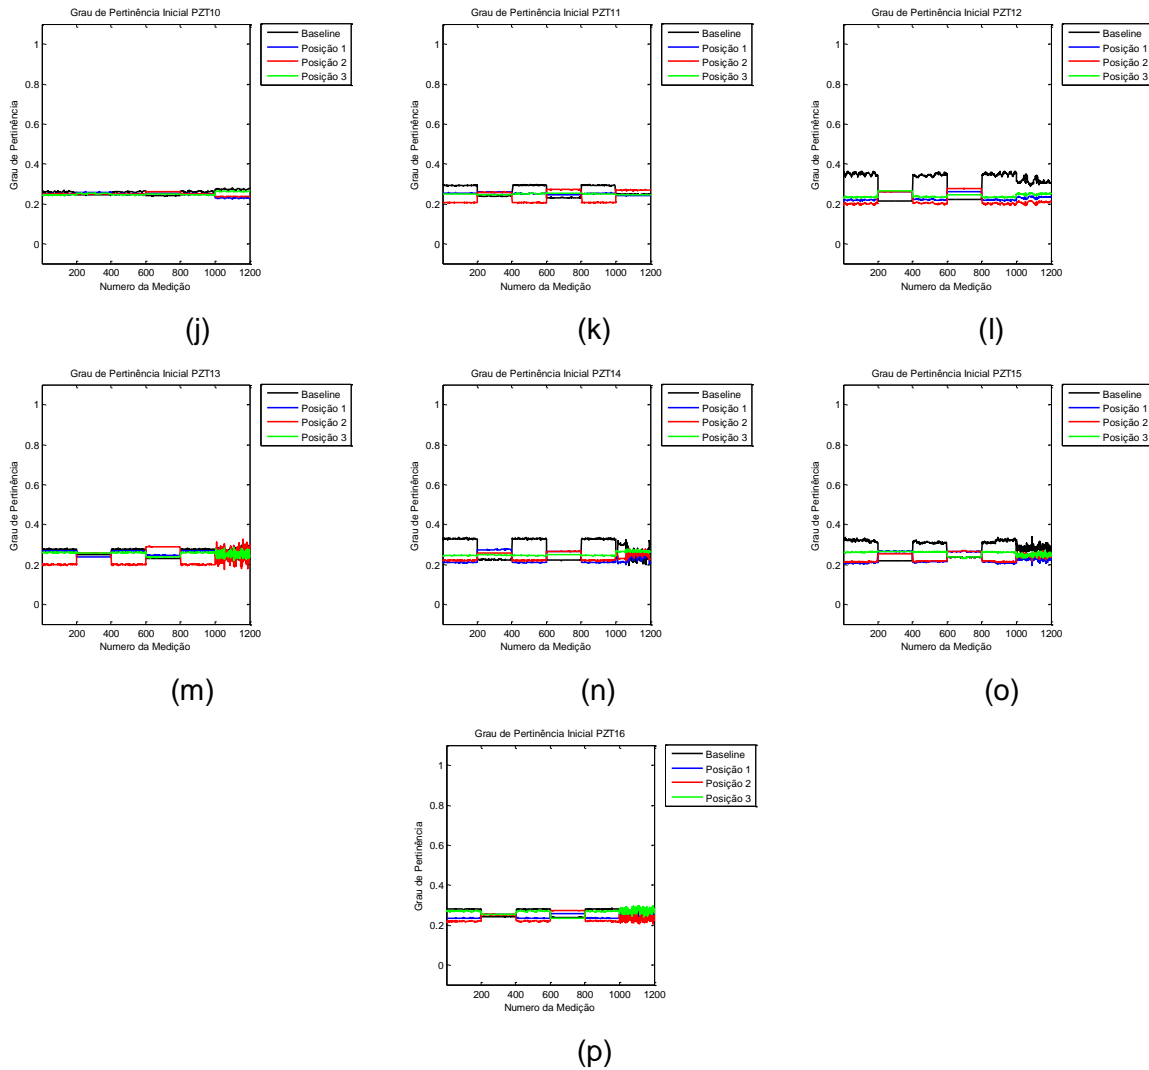 Grau de Pertinência Inicial PZT10
Baseline
Posição 1
Posição 2
Posição 3
Grau de Pertinência
1
0.8
0.6
0.4
0.2
0
200 400 600 800 1000 1200
Numero da Medição
(j)
Grau de Pertinência Inicial PZT11
Baseline
Posição 1
Posição 2
Posição 3
Grau de Pertinência
1
0.8
0.6
0.4
0.2
0
200 400 600 800 1000 1200
Numero da Medição
(k)
Grau de Pertinência Inicial PZT12
Baseline
Posição 1
Posição 2
Posição 3
Grau de Pertinência
1
0.8
0.6
0.4
0.2
0
200 400 600 800 1000 1200
Numero da Medição
(l)
Grau de Pertinência Inicial PZT13
Baseline
Posição 1
Posição 2
Posição 3
Grau de Pertinência
1
0.8
0.6
0.4
0.2
0
200 400 600 800 1000 1200
Numero da Medição
(m)
Grau de Pertinência Inicial PZT14
Baseline
Posição 1
Posição 2
Posição 3
Grau de Pertinência
1
0.8
0.6
0.4
0.2
0
200 400 600 800 1000 1200
Numero da Medição
(n)
Grau de Pertinência Inicial PZT15
Baseline
Posição 1
Posição 2
Posição 3
Grau de Pertinência
1
0.8
0.6
0.4
0.2
0
200 400 600 800 1000 1200
Numero da Medição
(o)
Grau de Pertinência Inicial PZT16
Baseline
Posição 1
Posição 2
Posição 3
Grau de Pertinência
1
0.8
0.6
0.4
0.2
0
200 400 600 800 1000 1200
Numero da Medição
(p)